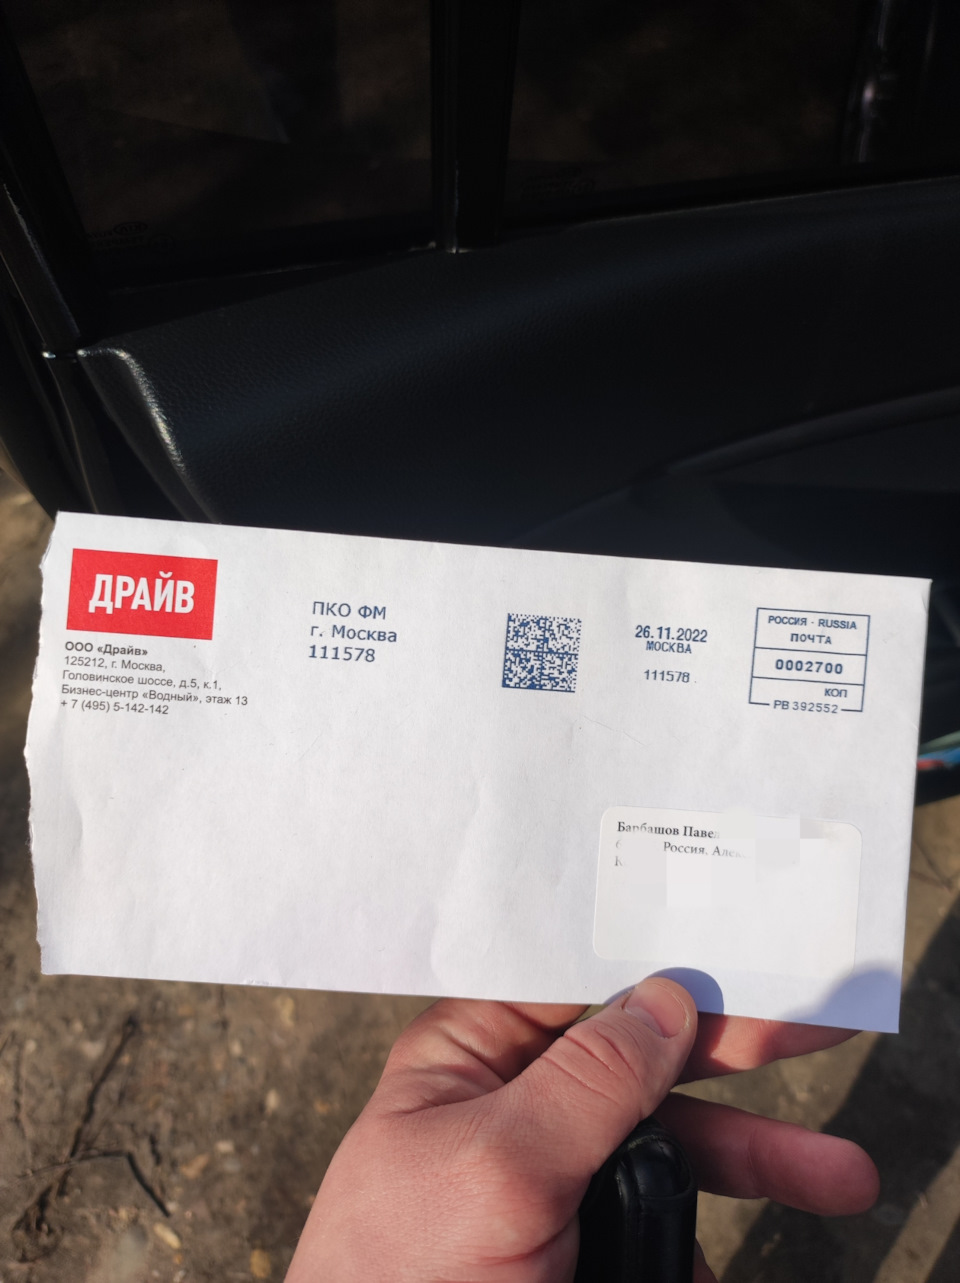 ДРАЙВ
ООО «Драйв»
125212, г. Москва,
Головинское шоссе, д.5, к.1,
Бизнес-центр «Водный», этаж 13
+ 7 (495) 5-142-142
ПКО ФМ
г. Москва
111578
26.11.2022
МОСКВА
111578
РОССИЯ - RUSSIA
ПОЧТА
0002700
КОП
РВ 392552
Барбашов Павел
Россия. Алек